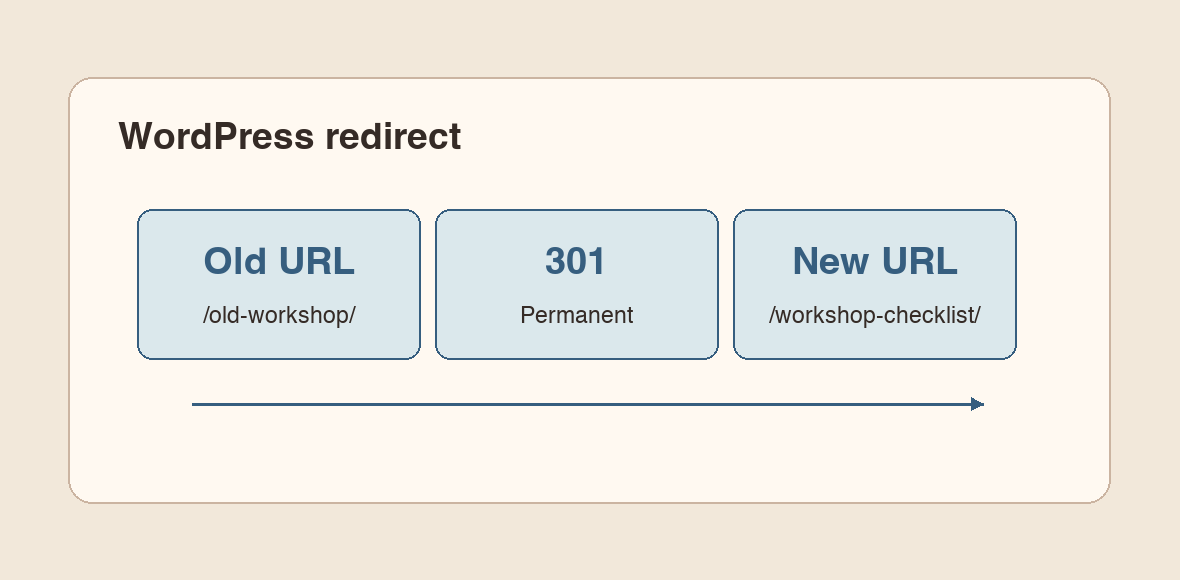 WordPress redirect
Old URL
/old-workshop/
301
Permanent
New URL
/workshop-checklist/